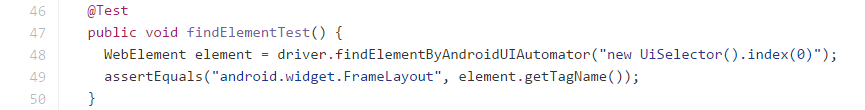 46 @Test
47 public void findElementTest() {
48 WebElement element = driver.findElementByAndroidUIAutomator("new UiSelector().index(0)");
49 assertEquals("android.widget.FrameLayout", element.getTagName());
50 }